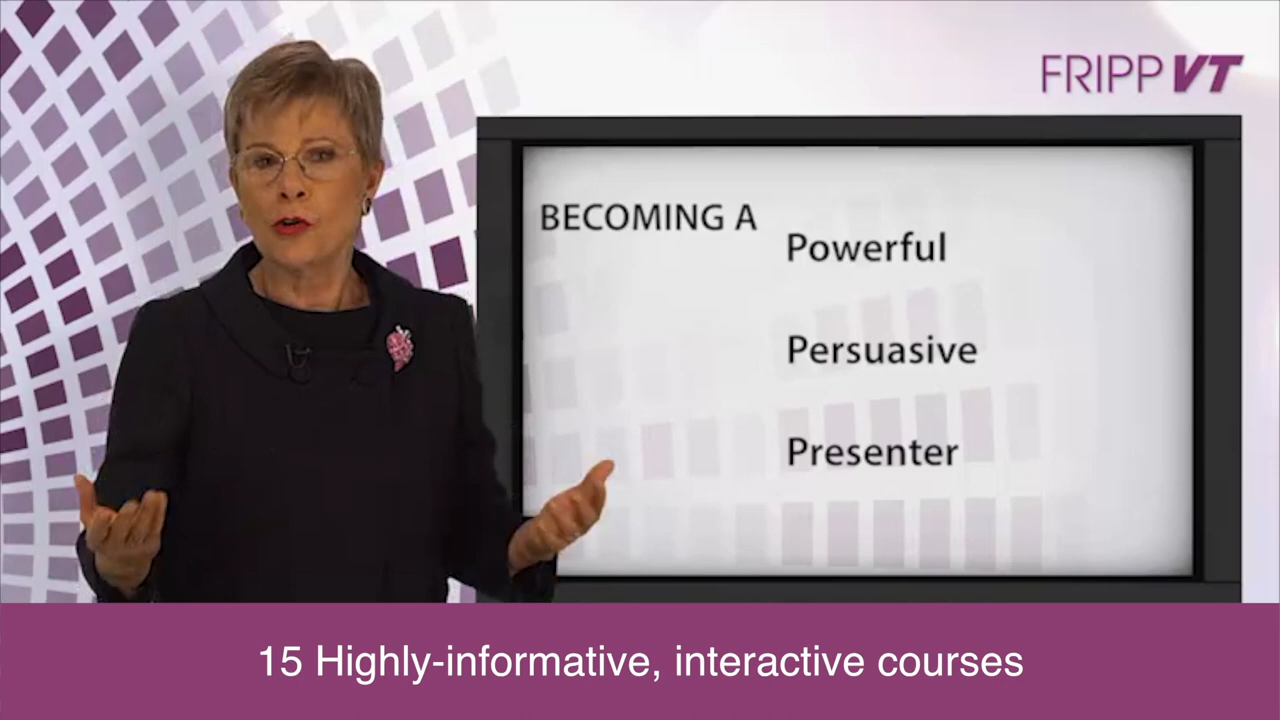 FRIPP VT
BECOMING A
Powerful
Persuasive
Presenter
15 Highly-informative, interactive courses